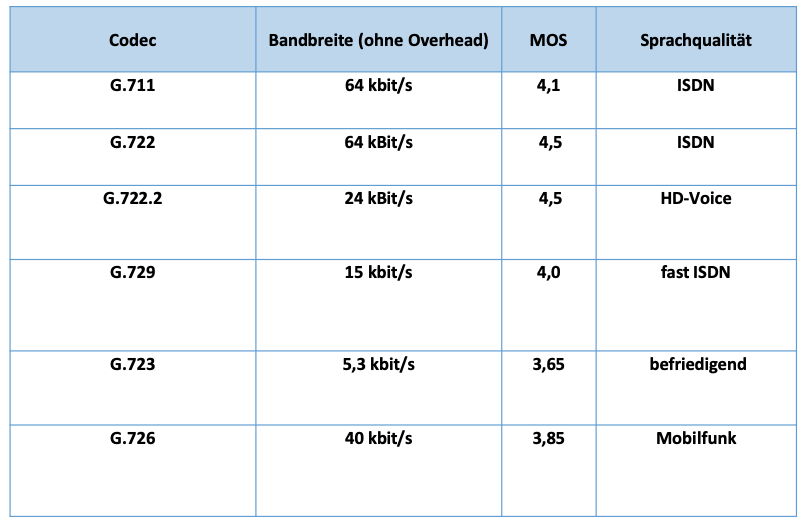 Codec Bandbreite (ohne Overhead) MOS Sprachqualität
G.711 64 kbit/s 4,1 ISDN
G.722 64 kBit/s 4,5 ISDN
G.722.2 24 kBit/s 4,5 HD-Voice
G.729 15 kbit/s 4,0 fast ISDN
G.723 5,3 kbit/s 3,65 befriedigend
G.726 40 kbit/s 3,85 Mobilfunk